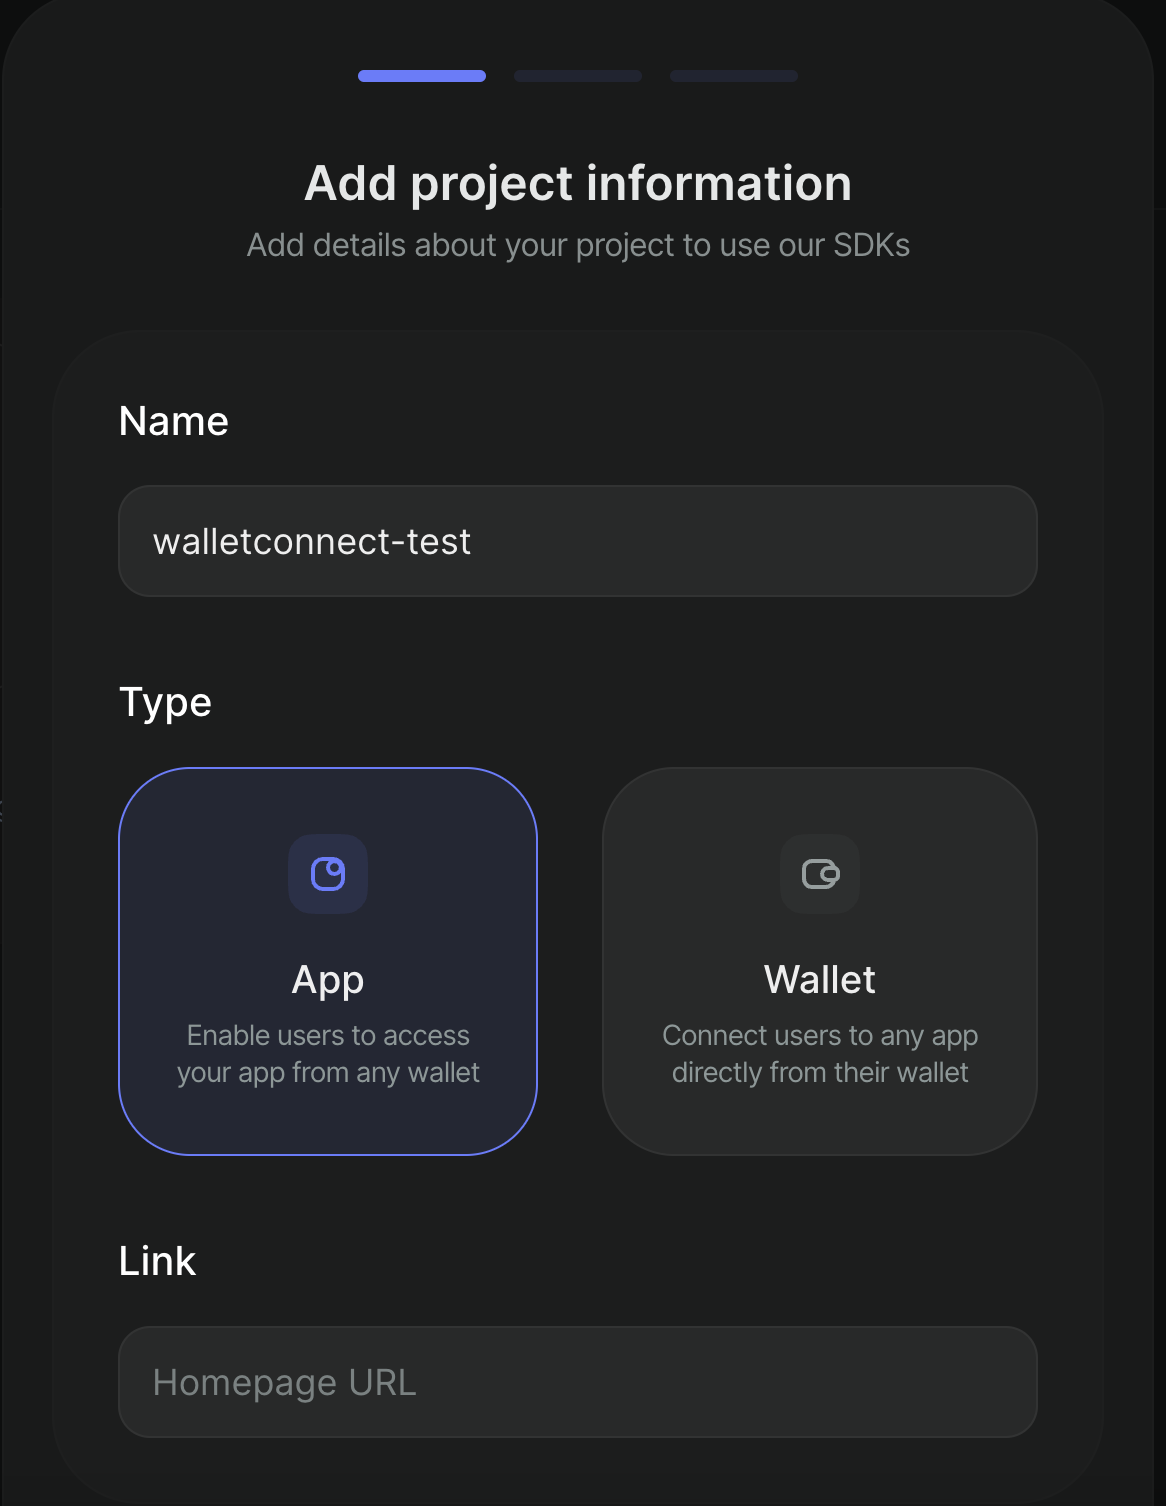 Add project information
Add details about your project to use our SDKs
Name
walletconnect-test
Type
App
Enable users to access
your app from any wallet
Wallet
Connect users to any app
directly from their wallet
Link
Homepage URL